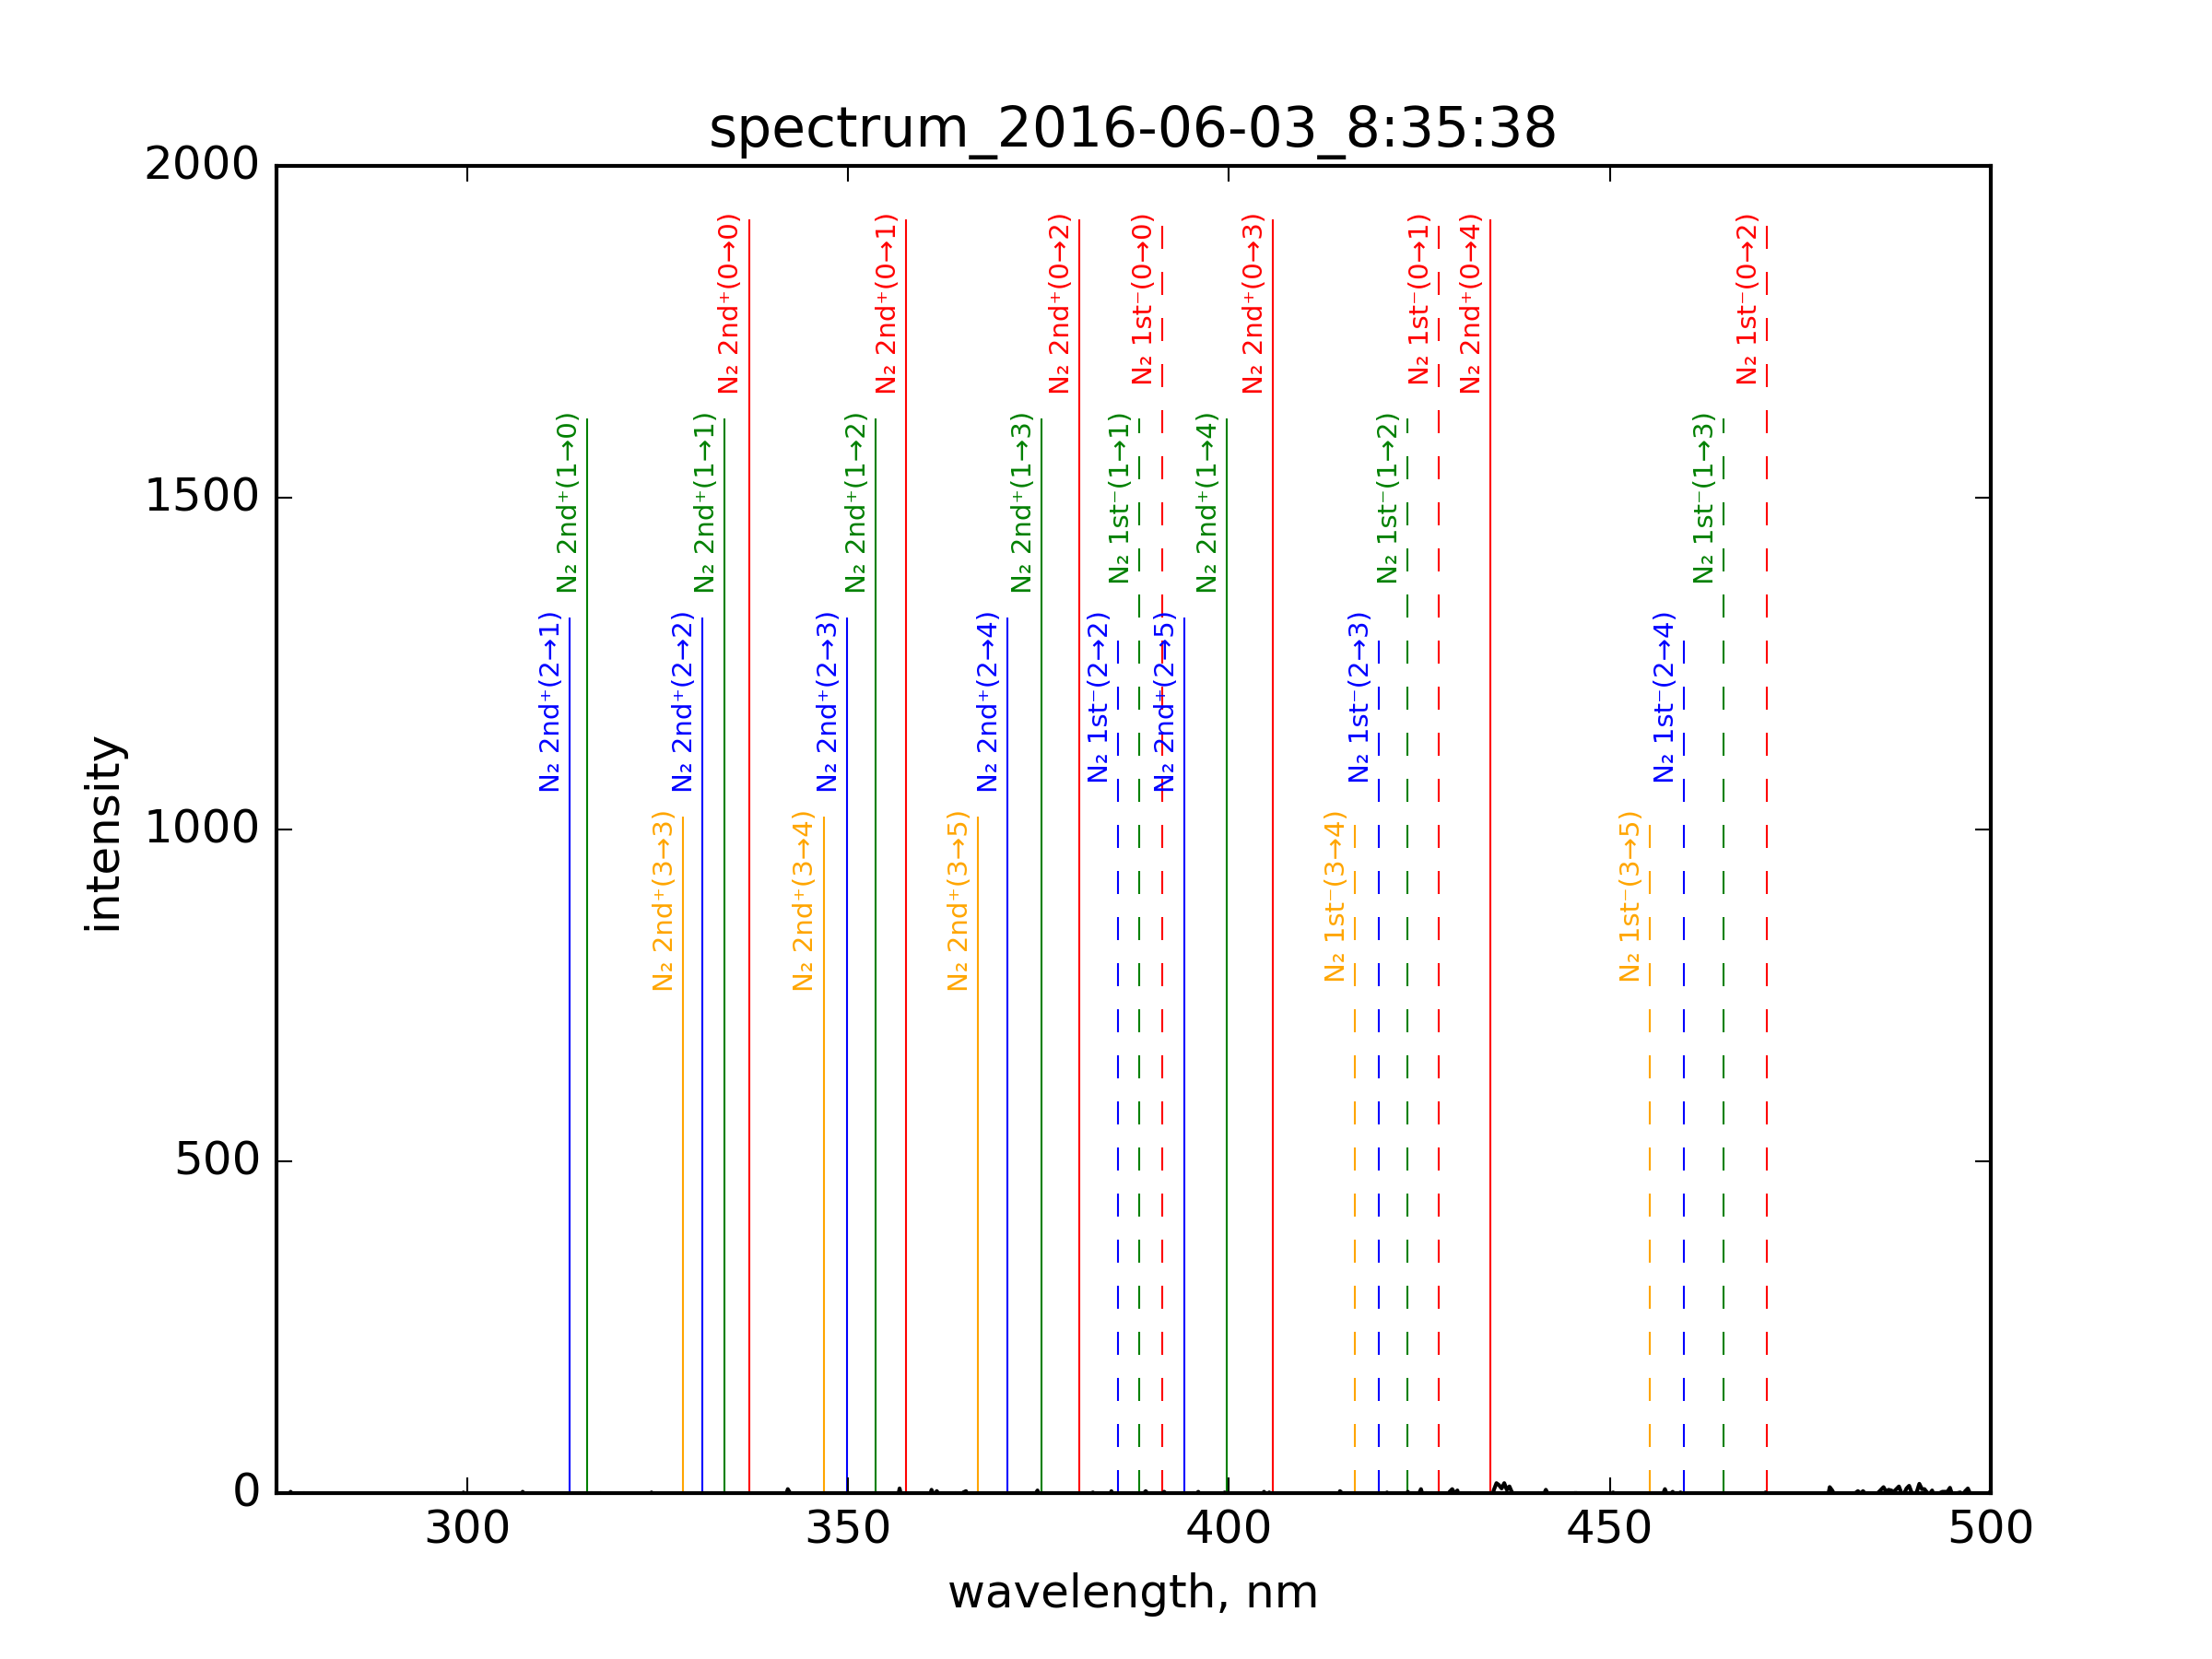 spectrum_2016-06-03_8:35:38
2000
1500
1000
500
0
intensity
N₂ 2nd⁺(0→0)
N₂ 2nd⁺(0→1)
N₂ 2nd⁺(0→2)
N₂ 1st⁻(0→0)
N₂ 2nd⁺(0→3)
N₂ 1st⁻(0→1)
N₂ 2nd⁺(0→4)
N₂ 1st⁻(0→2)
N₂ 2nd⁺(1→0)
N₂ 2nd⁺(1→1)
N₂ 2nd⁺(1→2)
N₂ 2nd⁺(1→3)
N₂ 1st⁻(1→1)
N₂ 2nd⁺(1→4)
N₂ 1st⁻(1→2)
N₂ 1st⁻(1→3)
N₂ 2nd⁺(2→1)
N₂ 2nd⁺(2→2)
N₂ 2nd⁺(2→3)
N₂ 2nd⁺(2→4)
N₂ 1st⁻(2→2)
N₂ 2nd⁺(2→5)
N₂ 1st⁻(2→3)
N₂ 1st⁻(2→4)
N₂ 2nd⁺(3→3)
N₂ 2nd⁺(3→4)
N₂ 2nd⁺(3→5)
N₂ 1st⁻(3→4)
N₂ 1st⁻(3→5)
300 350 400 450 500
wavelength, nm